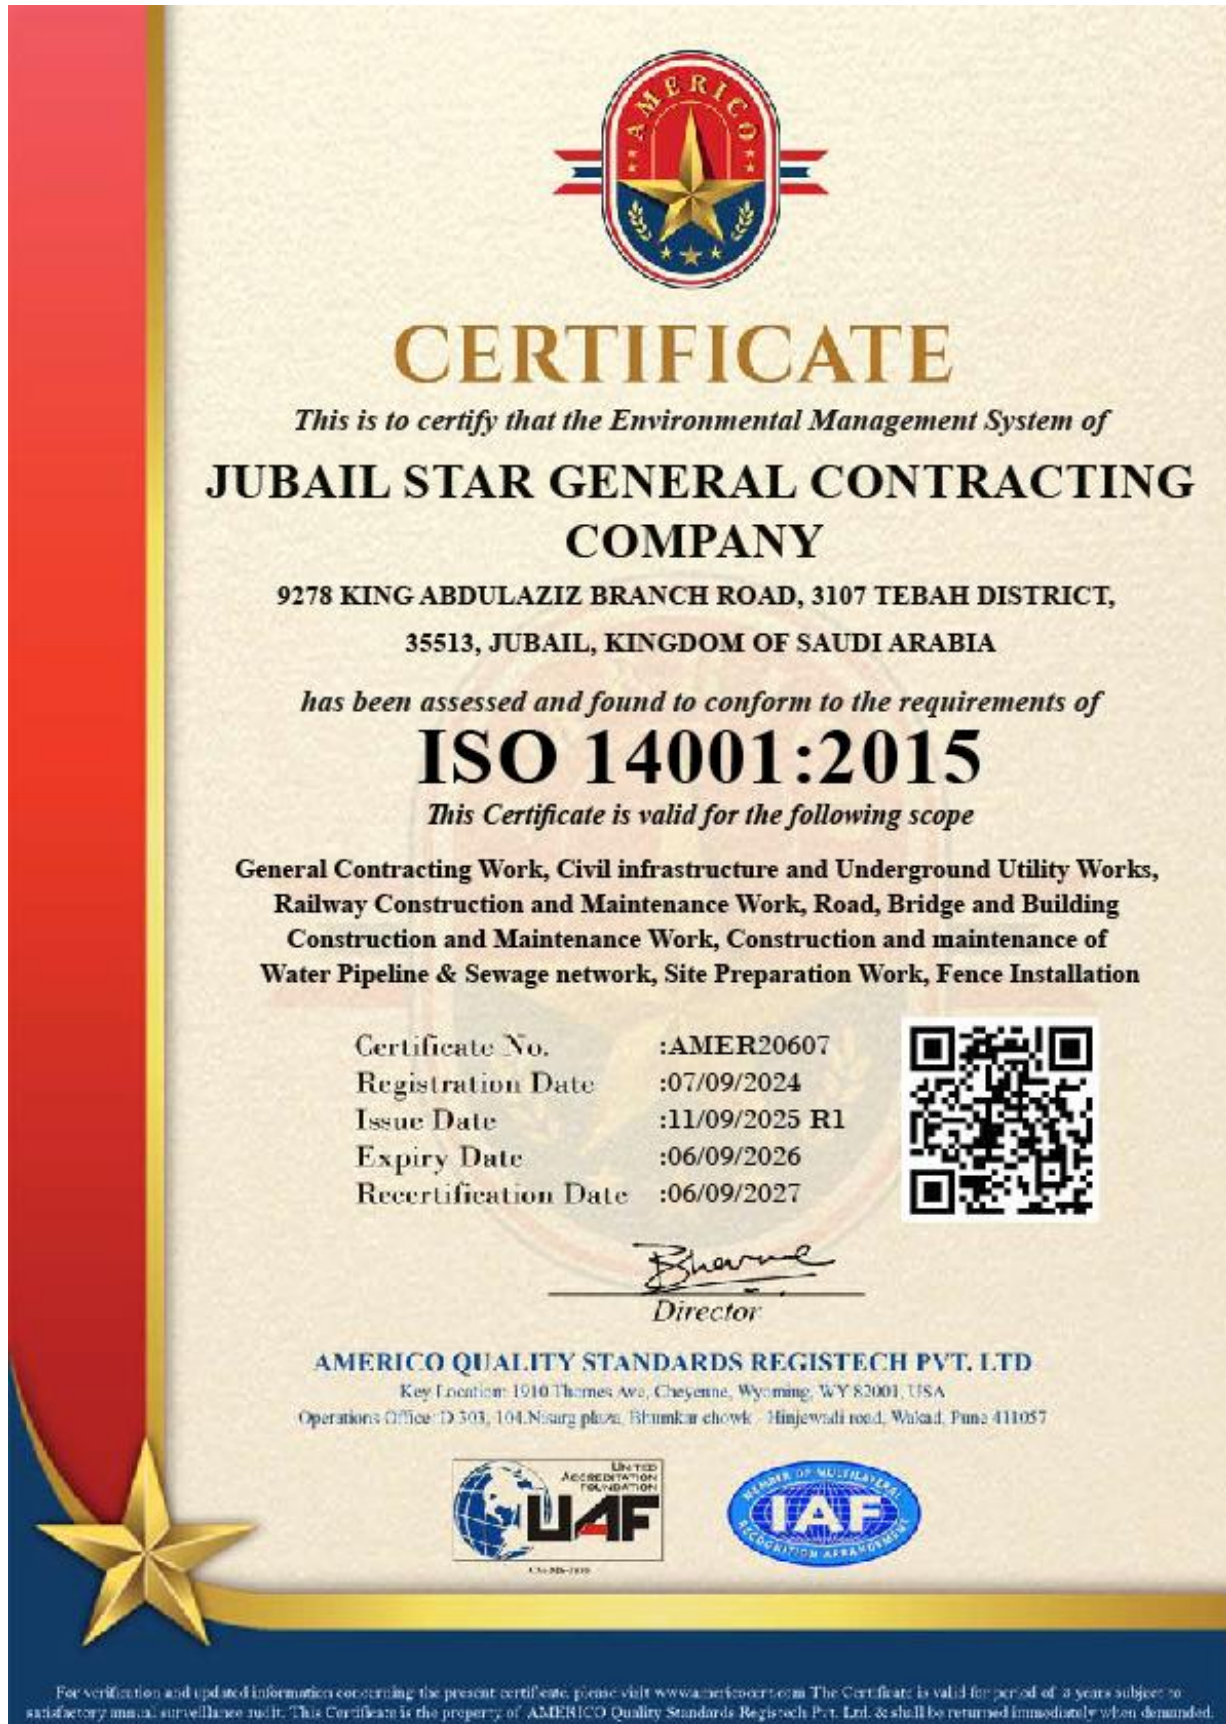 AMERICO
CERTIFICATE
This is to certify that the Environmental Management System of
JUBAIL STAR GENERAL CONTRACTING
COMPANY
9278 KING ABDULAZIZ BRANCH ROAD, 3107 TEBAH DISTRICT,
35513, JUBAIL, KINGDOM OF SAUDI ARABIA
has been assessed and found to conform to the requirements of
ISO 14001:2015
This Certificate is valid for the following scope
General Contracting Work, Civil infrastructure and Underground Utility Works,
Railway Construction and Maintenance Work, Road, Bridge and Building
Construction and Maintenance Work, Construction and maintenance of
Water Pipeline & Sewage network, Site Preparation Work, Fence Installation
Certificate No. :AMER20607
Registration Date :07/09/2024
Issue Date :11/09/2025 R1
Expiry Date :06/09/2026
Recertification Date :06/09/2027
Director
AMERICO QUALITY STANDARDS REGISTECH PVT. LTD
Key Location: 1910 Thomes Ave, Cheyenne, Wyoming, WY 82001, USA
Operations Office: D 303, 104,Nisarg plaza, Bhumkar chowk - Hinjewadi road, Wakad, Pune 411057
UNITED
ACCREDITATION
FOUNDATION
UAF
MEMBER OF MULTILATERAL
IAF
RECOGNITION ARRANGEMENT
For verification and updated information concerning the present certificate, please visit www.americocert.com The Certificate is valid for period of 3 years subject to
satisfactory annual surveillance audit. This Certificate is the property of AMERICO Quality Standards Registech Pvt. Ltd. & shall be returned immediately when demanded.